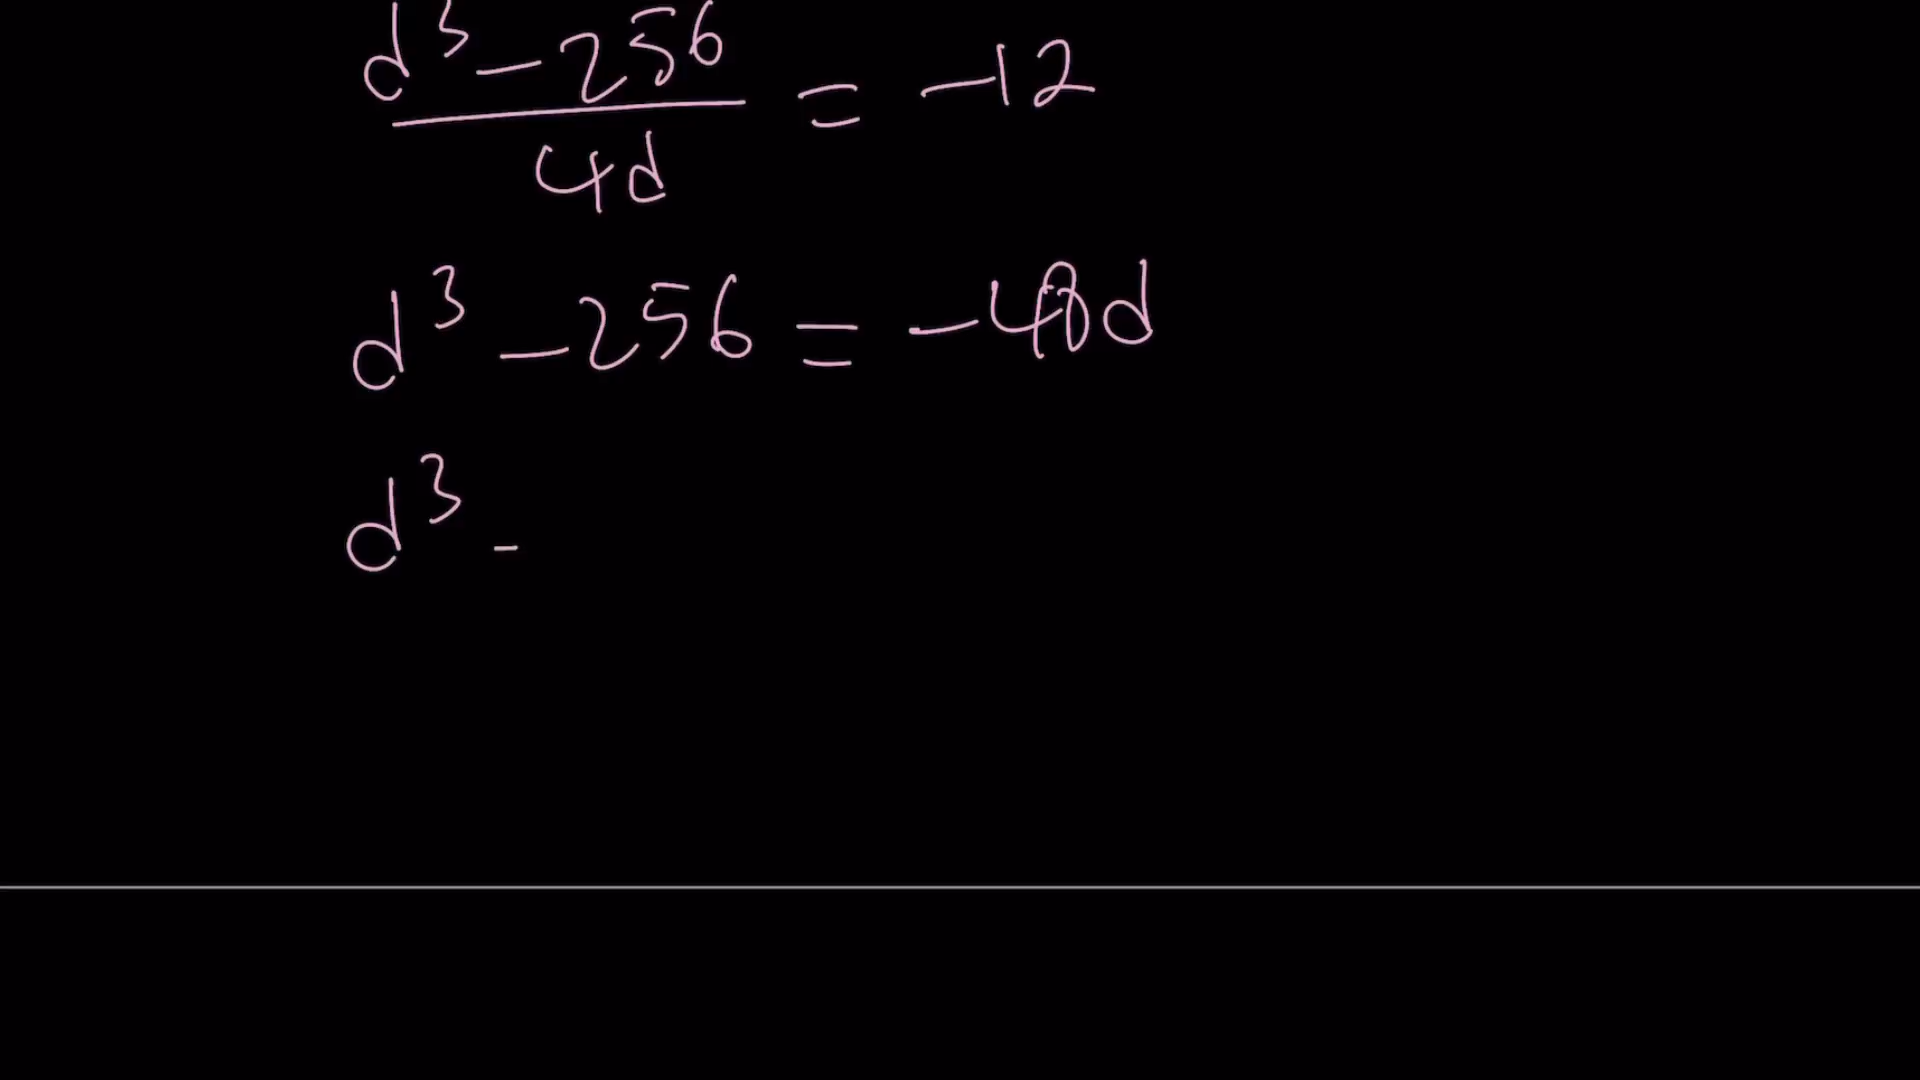 d³ - 256 / 4d = -12
d³ - 256 = -48d
d³ -